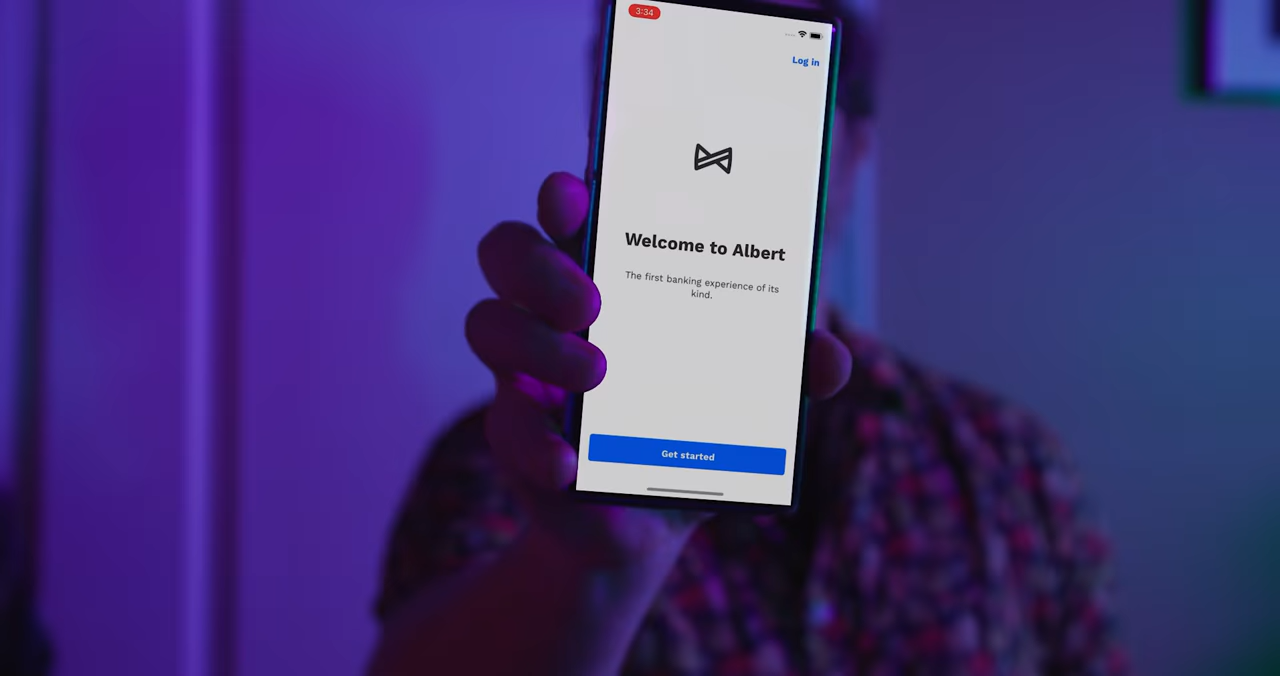 3:34
Log in
Welcome to Albert
The first banking experience of its
kind.
Get started